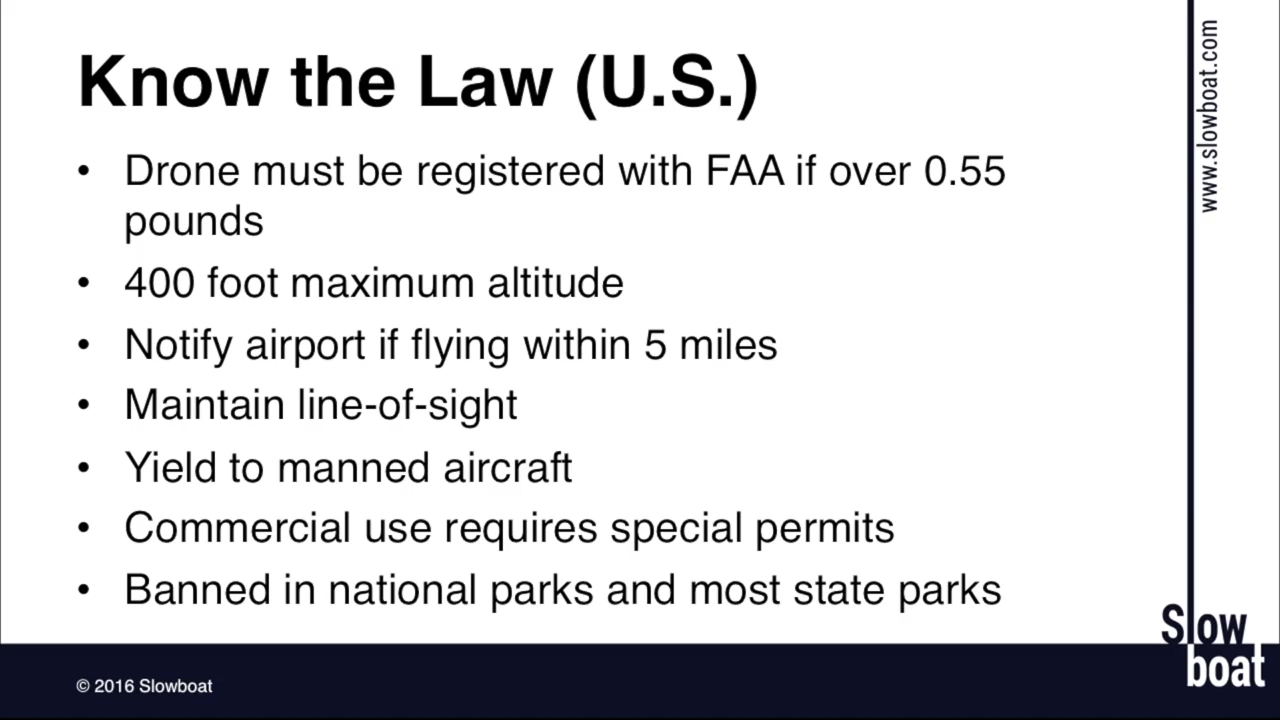 Know the Law (U.S.)
• Drone must be registered with FAA if over 0.55
pounds
• 400 foot maximum altitude
• Notify airport if flying within 5 miles
• Maintain line-of-sight
• Yield to manned aircraft
• Commercial use requires special permits
• Banned in national parks and most state parks
www.slowboat.com
Slow
boat
© 2016 Slowboat